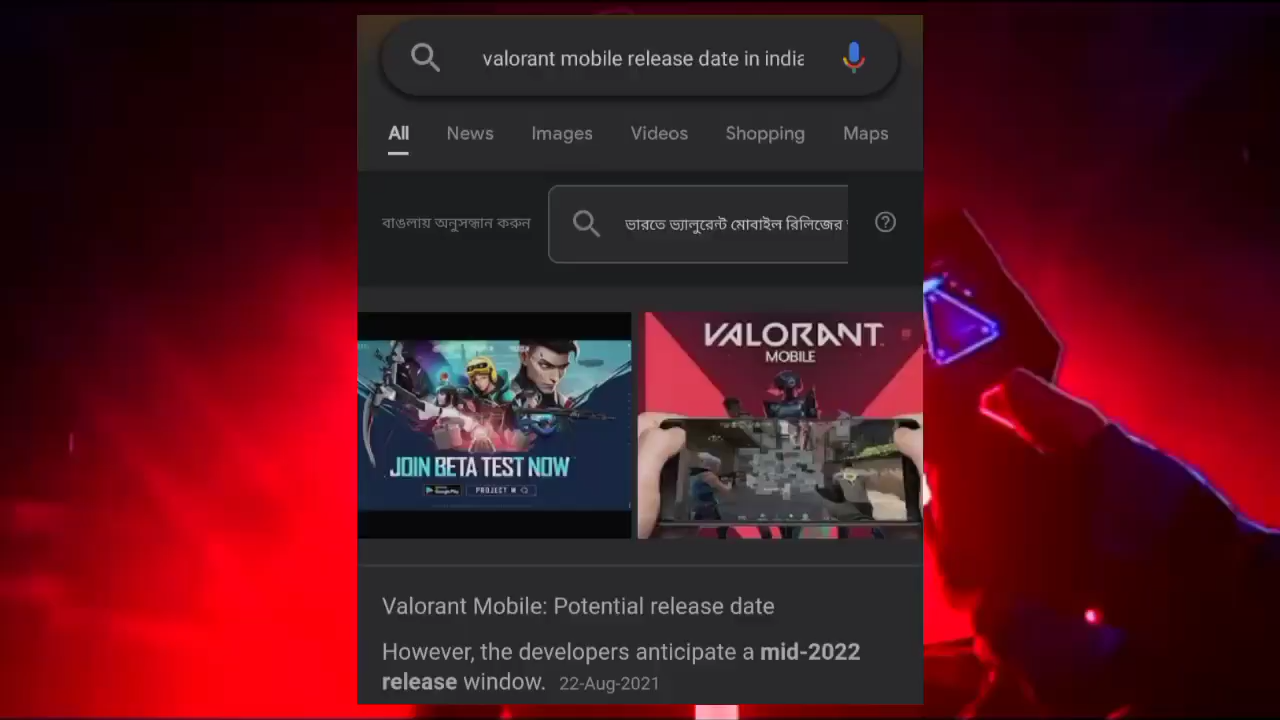 valorant mobile release date in india
All News Images Videos Shopping Maps
বাঙলায় অনুসন্ধান করুন
ভারতে ভ্যালুরেন্ট মোবাইল রিলিজের
JOIN BETA TEST NOW
Google Play PROJECT M
VALORANT
MOBILE
Valorant Mobile: Potential release date
However, the developers anticipate a mid-2022
release window. 22-Aug-2021